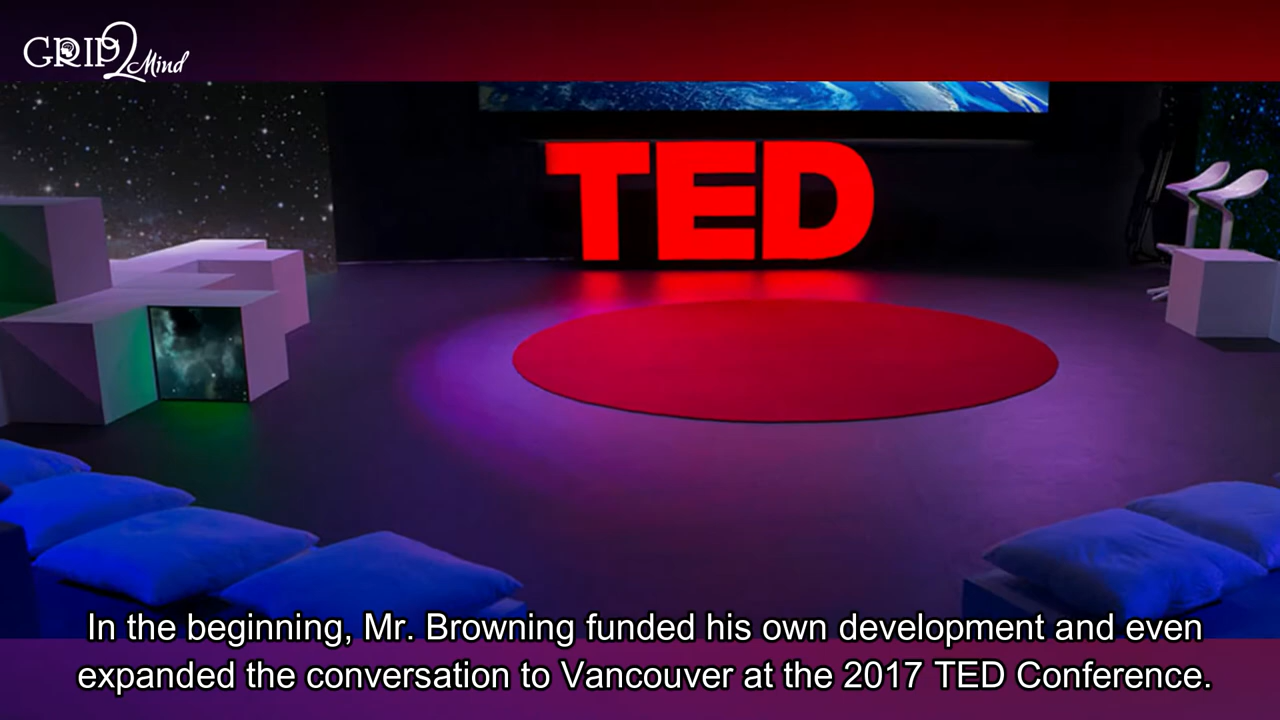 GRIP2Mind
TED
In the beginning, Mr. Browning funded his own development and even
expanded the conversation to Vancouver at the 2017 TED Conference.